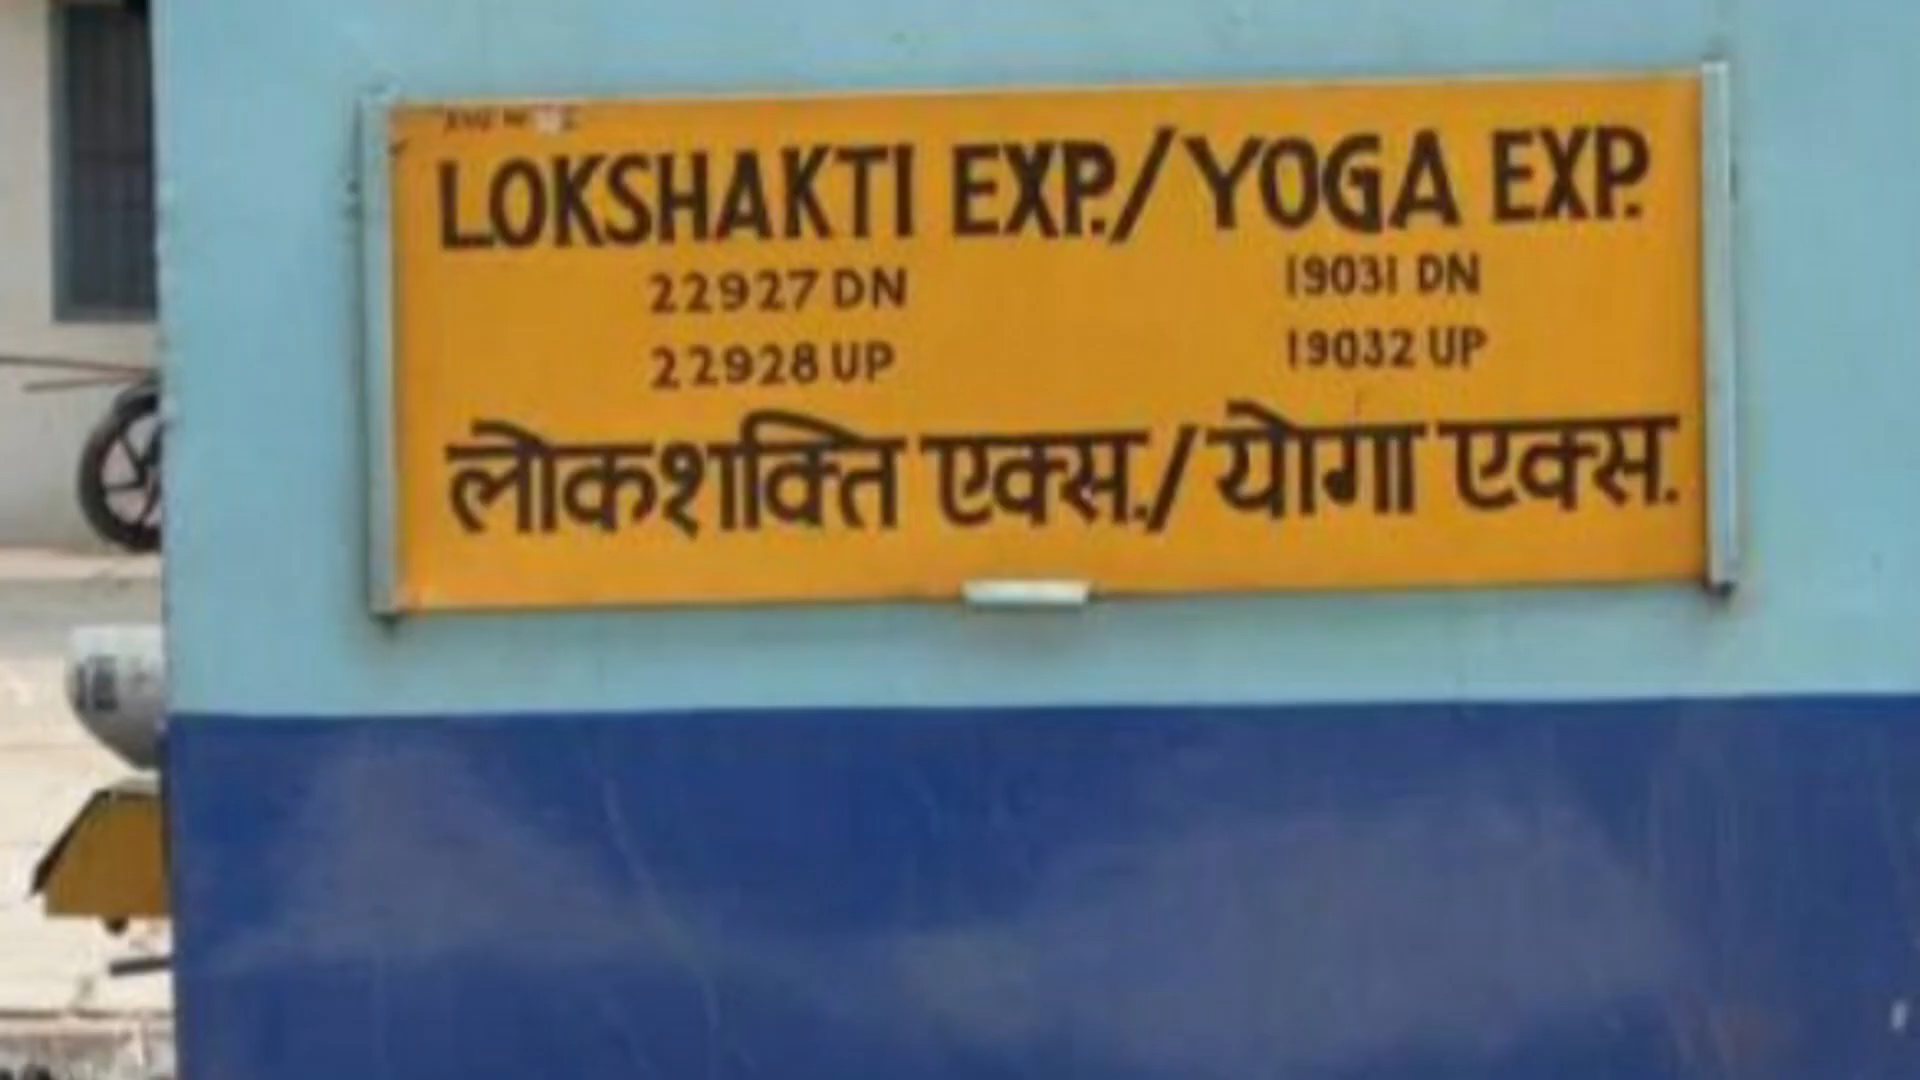 LOKSHAKTI EXP./YOGA EXP.
22927 DN 19031 DN
22928 UP 19032 UP
लोकशक्ति एक्स./योगा एक्स.